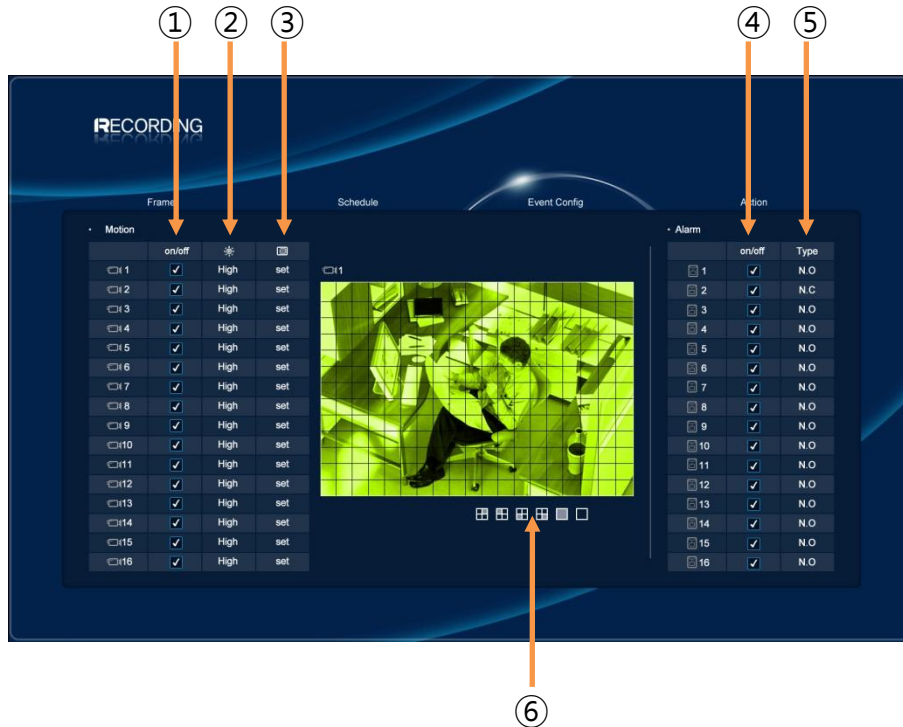 ① ② ③ ④ ⑤
RECORDING
Frame Schedule Event Config Action
· Motion · Alarm
on/off on/off Type
1 High set 1 1 N.O
2 High set 2 N.C
3 High set 3 N.O
4 High set 4 N.O
5 High set 5 N.O
6 High set 6 N.O
7 High set 7 N.O
8 High set 8 N.O
9 High set 9 N.O
10 High set 10 N.O
11 High set 11 N.O
12 High set 12 N.O
13 High set 13 N.O
14 High set 14 N.O
15 High set 15 N.O
16 High set 16 N.O
⑥